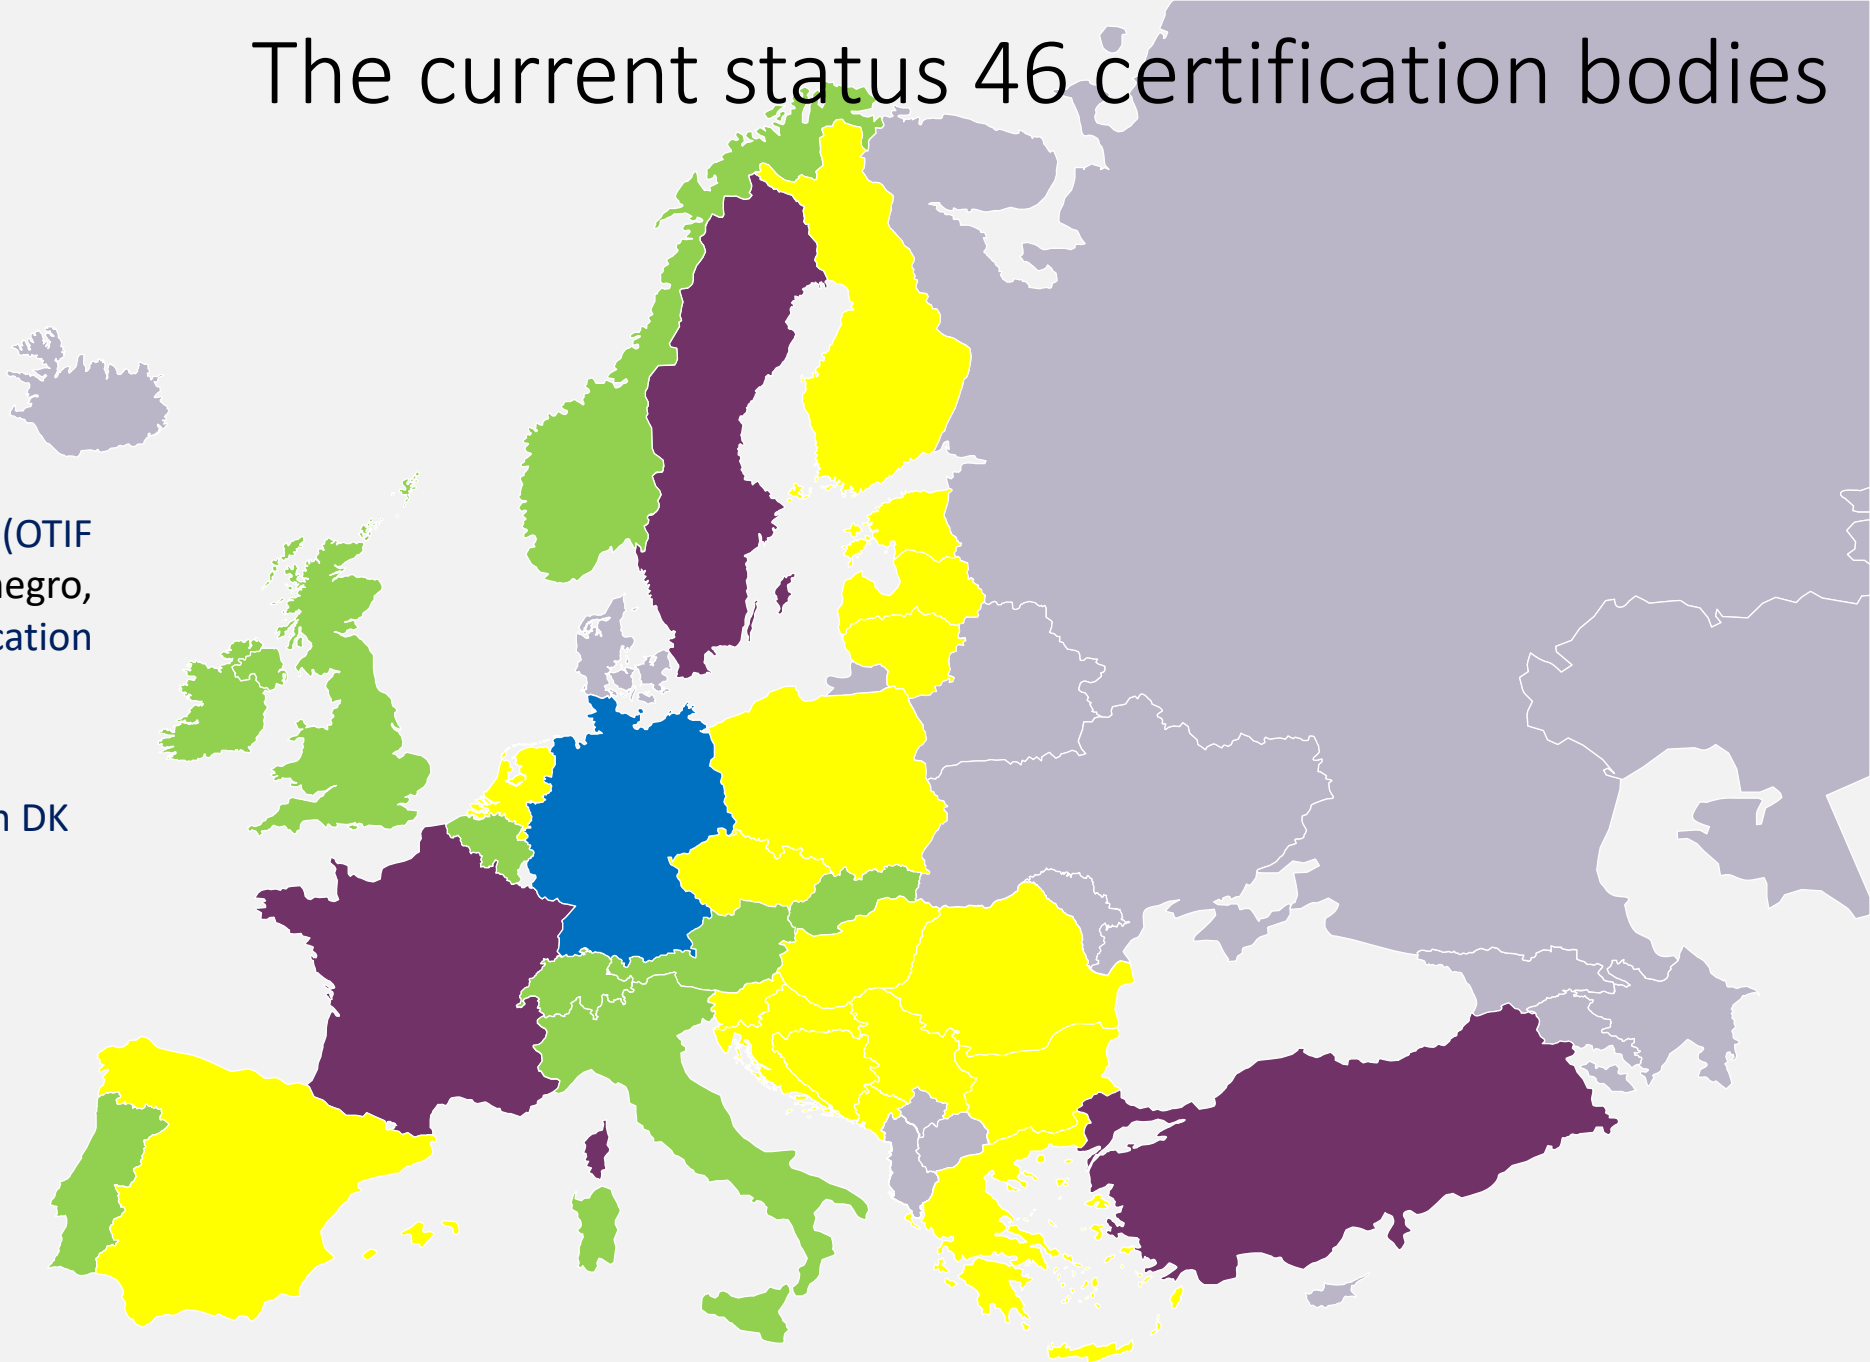 The current status 46 certification bodies
(OTIF
negro,
cation
n DK